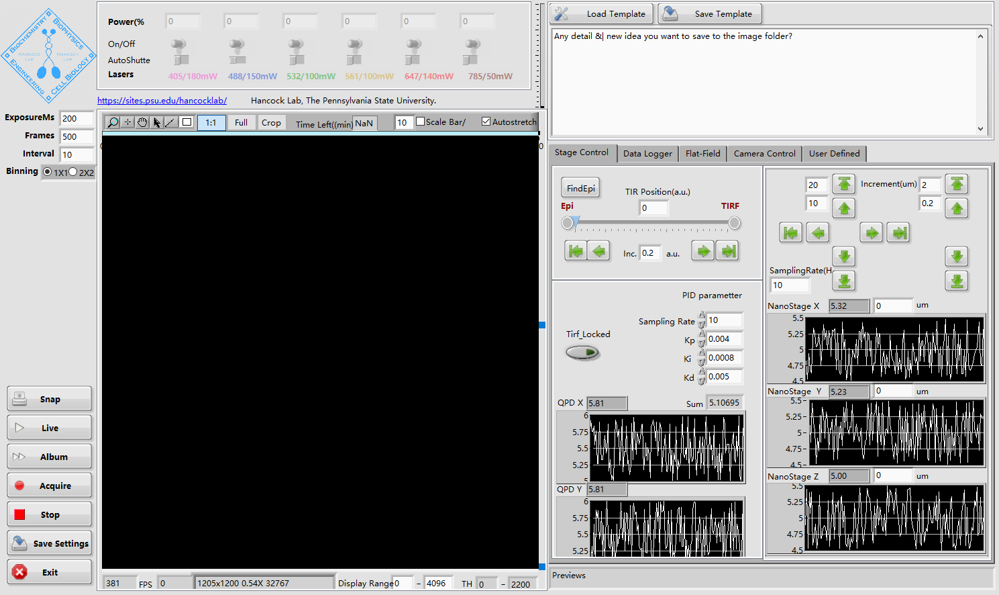 BIOCHEMISTRY
BIOPHYSICS
HANCOCK LAB
HANCOCK LAB
ENGINEERING
CELL BIOLOGY
Power(%
0 0 0 0 0 0
On/Off
AutoShutte
Lasers 405/180mW 488/150mW 532/100mW 561/100mW 647/140mW 785/50mW
https://sites.psu.edu/hancocklab/ Hancock Lab, The Pennsylvania State University.
Load Template
Save Template
Any detail &| new idea you want to save to the image folder?
ExposureMs 200
Frames 500
Interval 10
Binning 1X1 2X2
1:1 Full Crop Time Left((min) NaN 10 Scale Bar/ Autostretch
0
0
Snap
Live
Album
Acquire
Stop
Save Settings
Exit
381 FPS 0 1205x1200 0.54X 32767 Display Range 0 - 4096 TH 0 - 2200
Stage Control Data Logger Flat-Field Camera Control User Defined
FindEpi
TIR Position(a.u.)
Epi 0 TIRF
Inc. 0.2 a.u.
PID parametter
Sampling Rate 10
Tirf_Locked
Kp 0.004
Ki 0.0008
Kd 0.005
QPD X 5.81 Sum 5.10695
6
5.75
5.5
5.25
5
QPD Y 5.81
6
5.75
5.5
5.25
20 Increment(um) 2
10 0.2
SamplingRate(H
10
NanoStage X 5.32 0 um
5.5
5.25
5
4.75
4.5
NanoStage Y 5.23 0 um
5.5
5.25
5
4.75
4.5
NanoStage Z 5.00 0 um
5.5
5.25
5
4.75
4.5
Previews